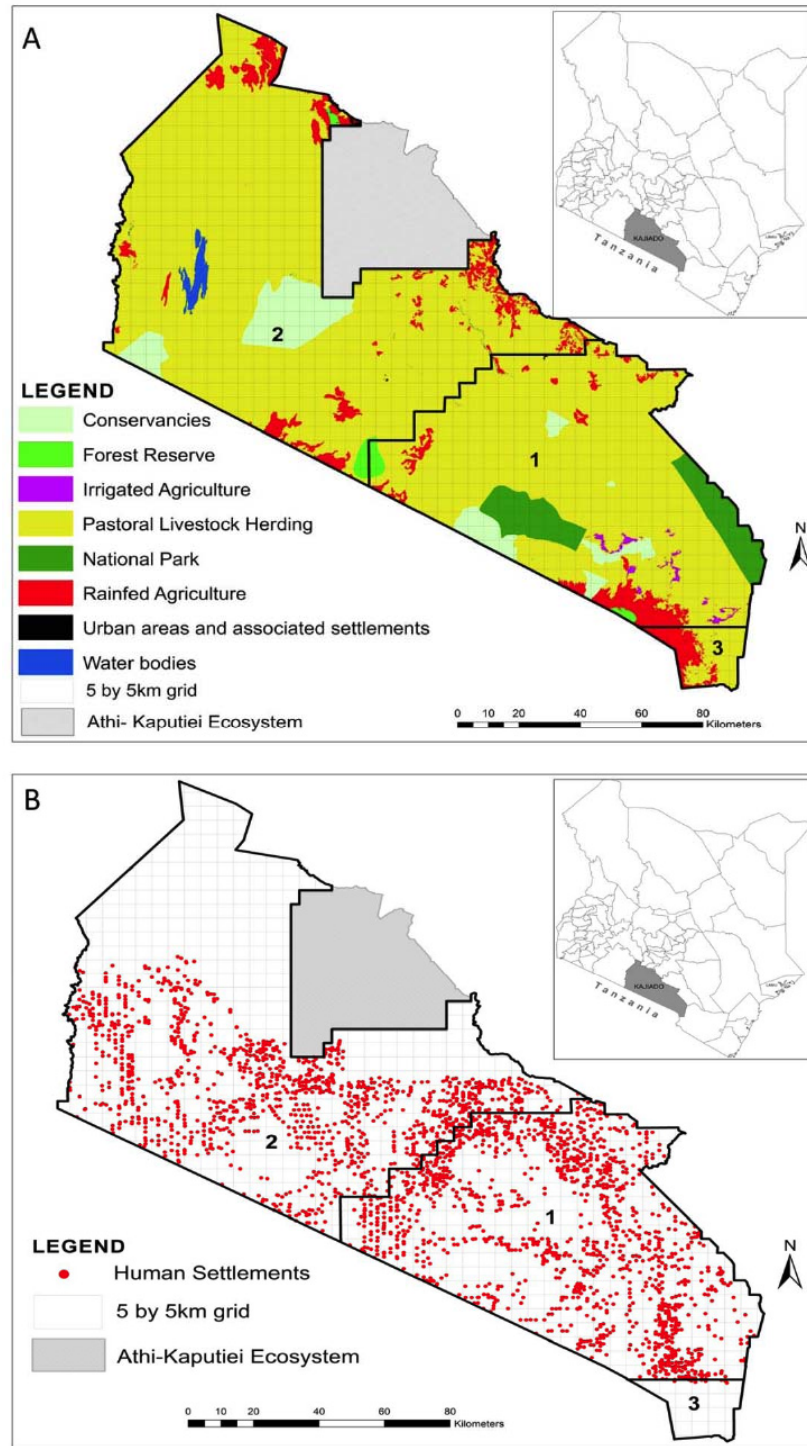 A
KAJIADO
LAMU
Tanzania
2
1
LEGEND
Conservancies
Forest Reserve
Irrigated Agriculture
Pastoral Livestock Herding
National Park
Rainfed Agriculture
Urban areas and associated settlements
Water bodies
5 by 5km grid
Athi- Kaputiei Ecosystem
N
3
0 10 20 40 60 80
Kilometers
B
KAJIADO
LAMU
Tanzania
2
1
LEGEND
Human Settlements
5 by 5km grid
Athi-Kaputiei Ecosystem
N
3
0 10 20 40 60 80
Kilometers